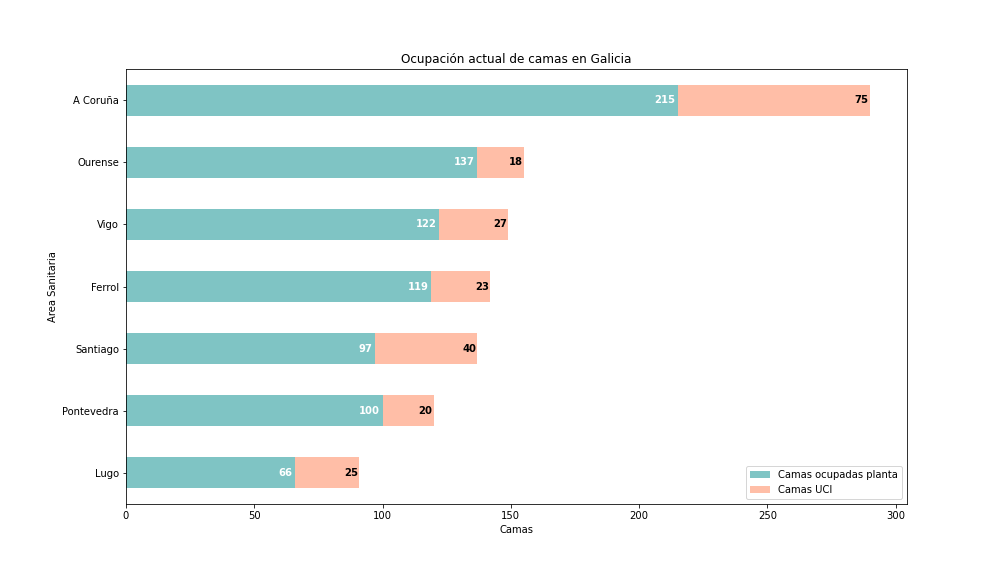 Ocupación actual de camas en Galicia
A Coruña 215 75
Ourense 137 18
Vigo 122 27
Ferrol 119 23
Santiago 97 40
Pontevedra 100 20
Lugo 66 25
Area Sanitaria
Camas ocupadas planta
Camas UCI
0 50 100 150 200 250 300
Camas